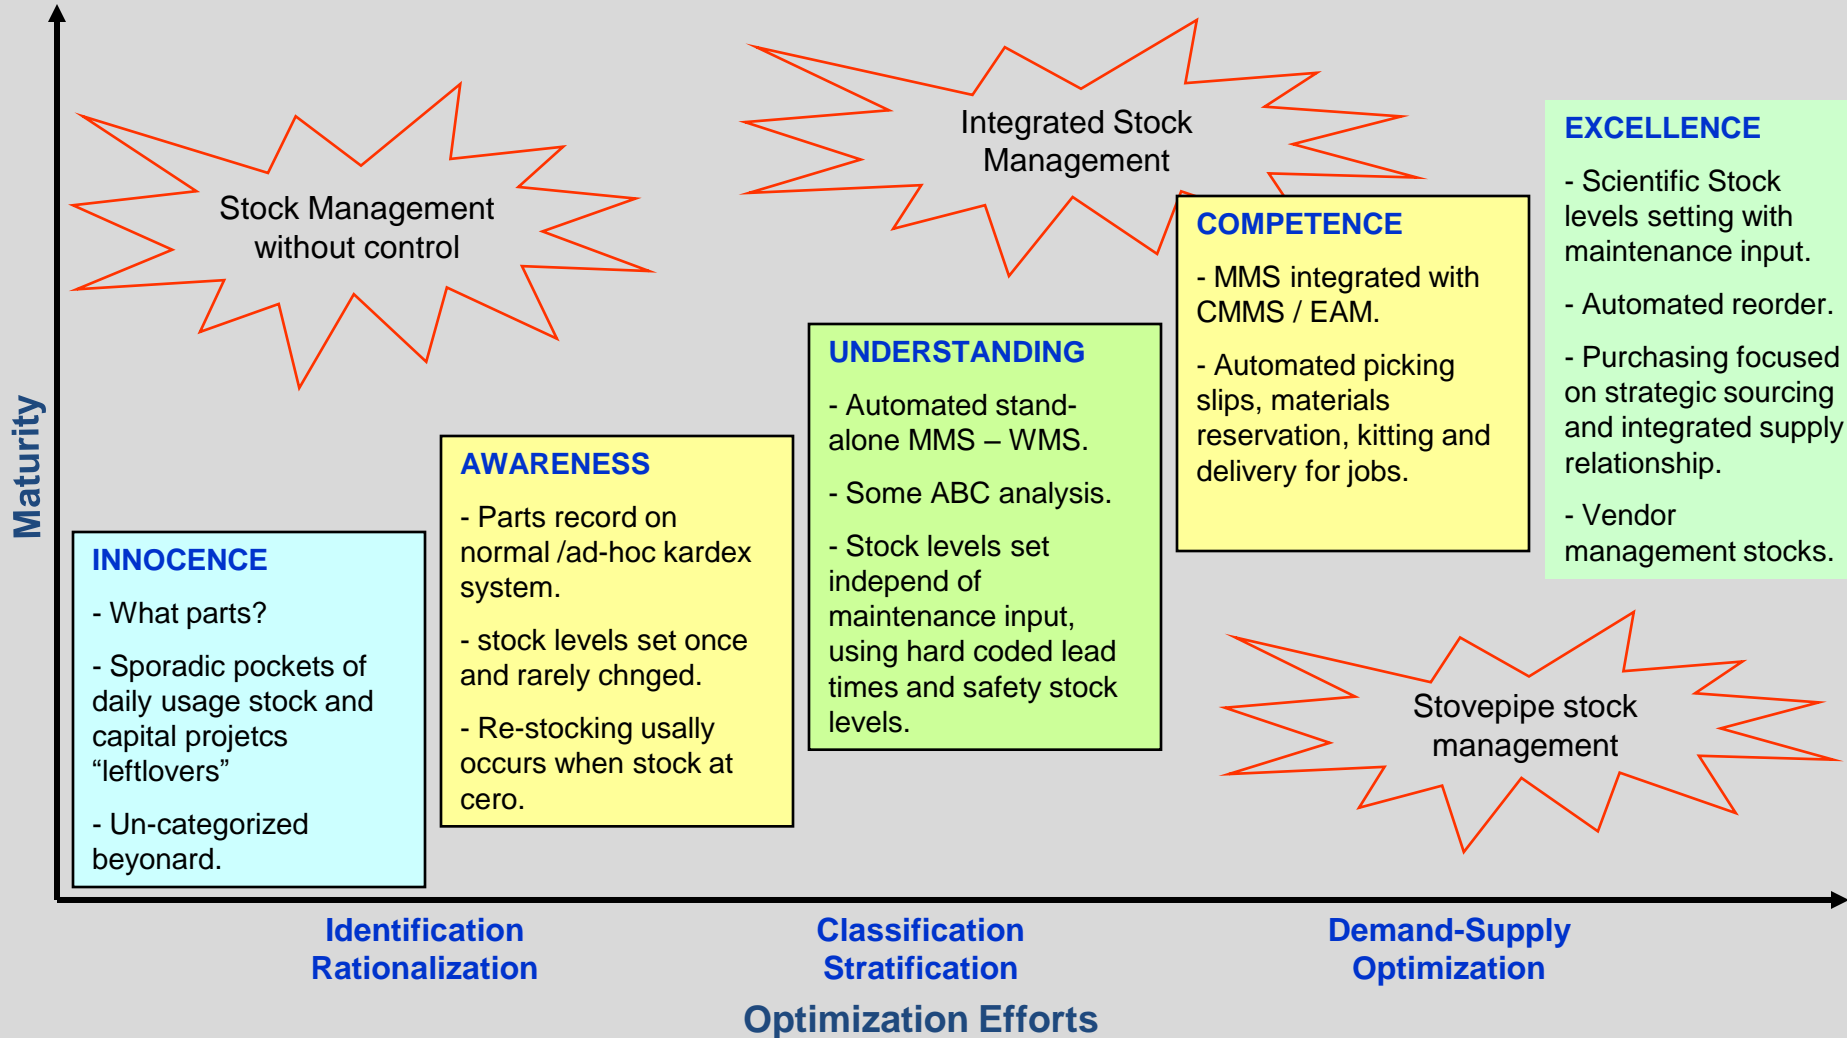 Maturity
Stock Management
without control
Integrated Stock
Management
INNOCENCE
- What parts?
- Sporadic pockets of
daily usage stock and
capital projetcs
“leftlovers”
- Un-categorized
beyonard.
AWARENESS
- Parts record on
normal /ad-hoc kardex
system.
- stock levels set once
and rarely chnged.
- Re-stocking usally
occurs when stock at
cero.
UNDERSTANDING
- Automated stand-
alone MMS – WMS.
- Some ABC analysis.
- Stock levels set
independ of
maintenance input,
using hard coded lead
times and safety stock
levels.
COMPETENCE
- MMS integrated with
CMMS / EAM.
- Automated picking
slips, materials
reservation, kitting and
delivery for jobs.
EXCELLENCE
- Scientific Stock
levels setting with
maintenance input.
- Automated reorder.
- Purchasing focused
on strategic sourcing
and integrated supply
relationship.
- Vendor
management stocks.
Stovepipe stock
management
Identification
Rationalization
Classification
Stratification
Demand-Supply
Optimization
Optimization Efforts